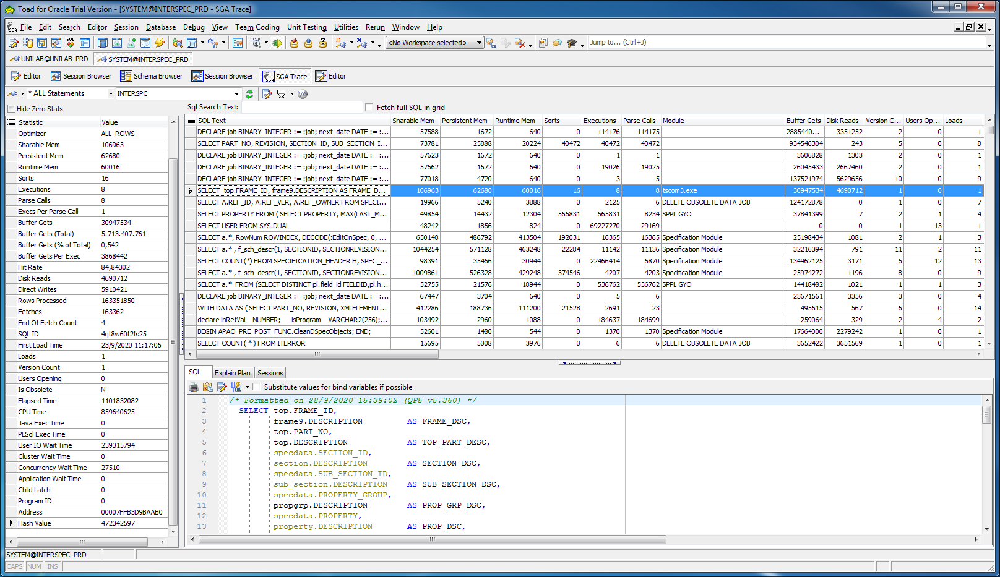 Toad for Oracle Trial Version - [SYSTEM@INTERSPEC_PRD - SGA Trace]
File Edit Search Editor Session Database Debug View Team Coding Unit Testing Utilities Rerun Window Help
<No Workspace selected> Jump to... (Ctrl+J)
UNILAB@UNILAB_PRD SYSTEM@INTERSPEC_PRD
Editor Session Browser Schema Browser Session Browser SGA Trace Editor
* ALL Statements INTERSPC
Hide Zero Stats
Statistic Value
Optimizer ALL_ROWS
Sharable Mem 106963
Persistent Mem 62680
Runtime Mem 60016
Sorts 16
Executions 8
Parse Calls 8
Execs Per Parse Call 1
Buffer Gets 30947534
Buffer Gets (Total) 5.713.407.761
Buffer Gets (% of Total) 0,542
Buffer Gets Per Exec 3868442
Hit Rate 84,84302
Disk Reads 4690712
Direct Writes 5910421
Rows Processed 163351850
Fetches 163362
End Of Fetch Count 4
SQL ID 4qt8w60f2fs25
First Load Time 23/9/2020 11:17:06
Loads 1
Version Count 1
Users Opening 0
Is Obsolete N
Elapsed Time 1101832082
CPU Time 859640625
Java Exec Time 0
PLSql Exec Time 0
User IO Wait Time 239315794
Cluster Wait Time 0
Concurrency Wait Time 27510
Application Wait Time 0
Child Latch 0
Program ID 0
Address 00007FFB3D9BAAB0
Hash Value 472342597
Sql Search Text: Fetch full SQL in grid
SQL Text Sharable Mem Persistent Mem Runtime Mem Sorts Executions Parse Calls Module Buffer Gets Disk Reads Version C... Users Op... Loads
DECLARE job BINARY_INTEGER := :job; next_date DATE := :... 57588 1672 640 0 114176 114175 2885440... 3351252 2 0 1
SELECT PART_NO, REVISION, SECTION_ID, SUB_SECTION_I... 73781 25888 20224 40472 40472 40472 934546304 243 5 0 8
DECLARE job BINARY_INTEGER := :job; next_date DATE := :... 57623 1672 640 0 1 1 3606828 1303 2 0 1
DECLARE job BINARY_INTEGER := :job; next_date DATE := :... 57562 1672 640 0 19026 19025 26045433 2667460 2 0 1
DECLARE job BINARY_INTEGER := :job; next_date DATE := :... 77018 4720 640 0 3 5 137521974 5629656 10 0 9
SELECT top.FRAME_ID, frame9.DESCRIPTION AS FRAME_D... 106963 62680 60016 16 8 8 tscom3.exe 30947534 4690712 1 0 1
SELECT A.REF_ID, A.REF_VER, A.REF_OWNER FROM SPECI... 19966 5240 3888 0 2125 6 DELETE OBSOLETE DATA JOB 124172878 0 1 0 7
SELECT PROPERTY FROM ( SELECT PROPERTY, MAX(LAST_M... 49854 14432 12304 565831 565831 8234 SPPL GYO 37841399 7 2 1 4
SELECT USER FROM SYS.DUAL 48242 1856 824 0 69227270 29169 0 0 1 13 1
SELECT a.*, RowNum ROWINDEX, DECODE(:EditOnSpec, 0, ... 650148 486792 413504 192031 16365 16365 Specification Module 25198434 1081 2 1 3
SELECT a.* , f_sch_descr(1, SECTIONID, SECTIONREVISION... 1044254 571128 463248 22284 11142 11136 Specification Module 32216394 791 11 2 11
SELECT COUNT(*) FROM SPECIFICATION_HEADER H, SPEC_... 98391 35456 30944 0 22466414 5870 Specification Module 134962125 3171 5 12 13
SELECT a.* , f_sch_descr(1, SECTIONID, SECTIONREVISION... 1009861 526328 429248 374546 4207 4203 Specification Module 25974272 1196 8 0 9
SELECT a.* FROM (SELECT DISTINCT pl.field_id FIELDID,pl.h... 52755 21576 18944 0 536762 536762 SPPL GYO 14418482 1021 1 1 3
DECLARE job BINARY_INTEGER := :job; next_date DATE := :... 67447 3704 640 0 5 6 23671561 3356 3 0 4
WITH DATA AS ( SELECT PART_NO, REVISION, XMLELEMENT... 412286 188736 111200 21528 2691 23 495615 567 6 0 14
declare lnRetVal NUMBER; lsProgram VARCHAR2(256);... 103492 2960 1088 0 184637 184699 259064 329 2 4 2
BEGIN APAO_PRE_POST_FUNC.CleanDSpecObjects; END; 52601 1480 544 0 1370 1370 Specification Module 17664000 2279242 1 0 1
SELECT COUNT( * ) FROM ITERROR 15695 5008 3976 0 6 6 DELETE OBSOLETE DATA JOB 3652422 3651569 1 0 1
SQL Explain Plan Sessions
Substitute values for bind variables if possible
1 /* Formatted on 28/9/2020 15:39:02 (QP5 v5.360) */
2 SELECT top.FRAME_ID,
3 frame9.DESCRIPTION AS FRAME_DSC,
4 top.PART_NO,
5 top.DESCRIPTION AS TOP_PART_DESC,
6 specdata.SECTION_ID,
7 section.DESCRIPTION AS SECTION_DSC,
8 specdata.SUB_SECTION_ID,
9 sub_section.DESCRIPTION AS SUB_SECTION_DSC,
10 specdata.PROPERTY_GROUP,
11 propgrp.DESCRIPTION AS PROP_GRP_DSC,
12 specdata.PROPERTY,
13 property.DESCRIPTION AS PROP_DSC,
SYSTEM@INTERSPEC_PRD
CAPS NUM INS